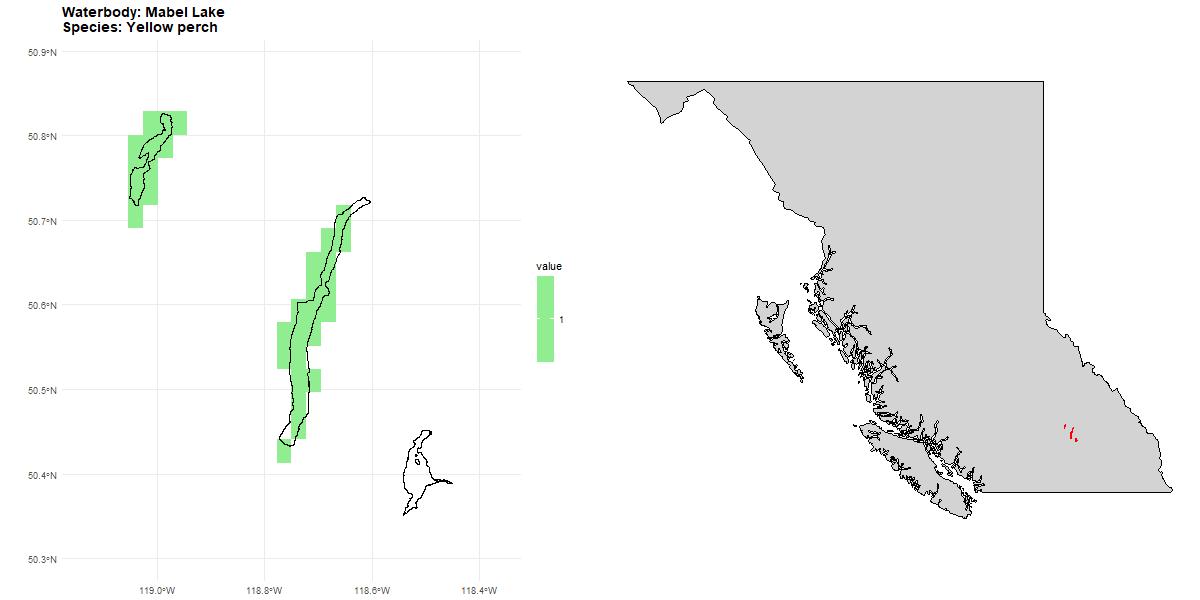 Waterbody: Mabel Lake
Species: Yellow perch
50.9°N
50.8°N
50.7°N
50.6°N
50.5°N
50.4°N
50.3°N
119.0°W
118.8°W
118.6°W
118.4°W
value
1